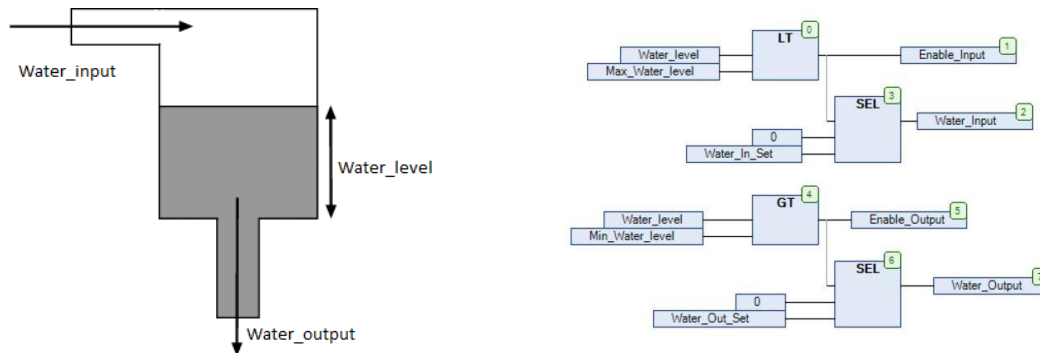 Water_input
Water_level
Water_output
LT
0
Water_level
Max_Water_level
Enable_Input
1
SEL
3
0
Water_In_Set
Water_Input
2
GT
4
Water_level
Min_Water_level
Enable_Output
5
SEL
6
0
Water_Out_Set
Water_Output
7